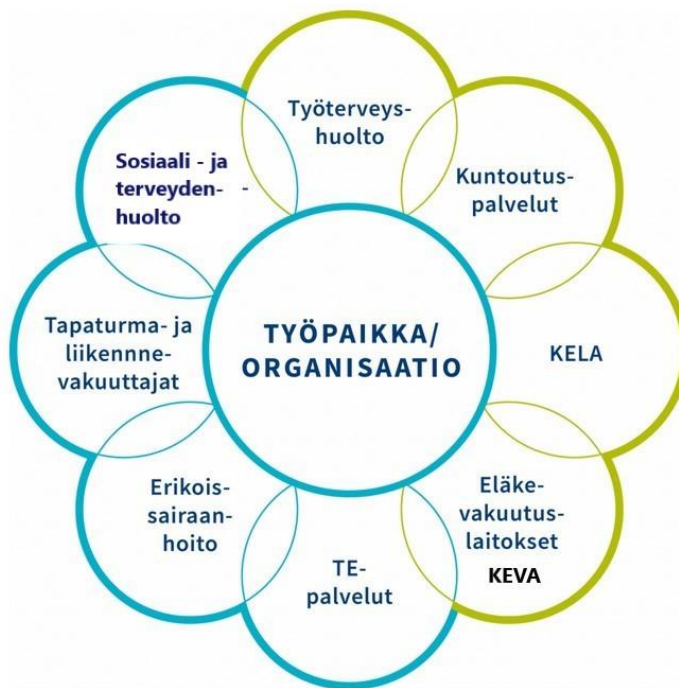 Työterveys-
huolto
Sosiaali - ja
terveyden- -
huolto
Kuntoutus-
palvelut
Tapaturma- ja
liikennne-
vakuuttajat
TYÖPAIKKA/
ORGANISAATIO
KELA
Erikois-
sairaan-
hoito
Eläke-
vakuutus-
laitokset
KEVA
TE-
palvelut